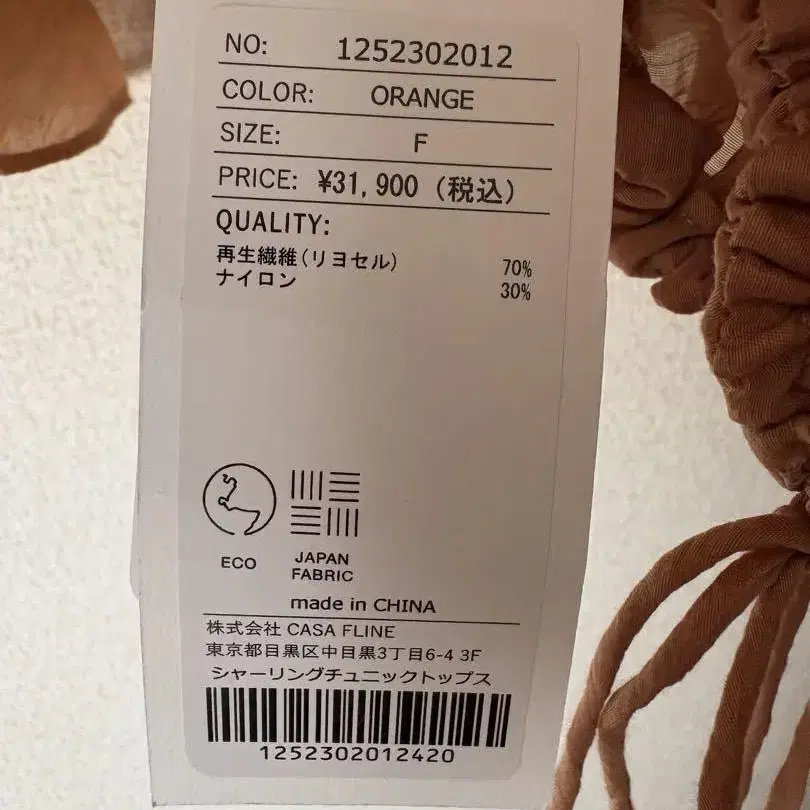 NO: 1252302012
COLOR: ORANGE
SIZE: F
PRICE: ¥31,900 (税込)
QUALITY:
再生繊維(リヨセル) 70%
ナイロン 30%
ECO
JAPAN
FABRIC
made in CHINA
株式会社 CASA FLINE
東京都目黒区中目黒3丁目6-4 3F
シャーリングチュニックトップス
1252302012420